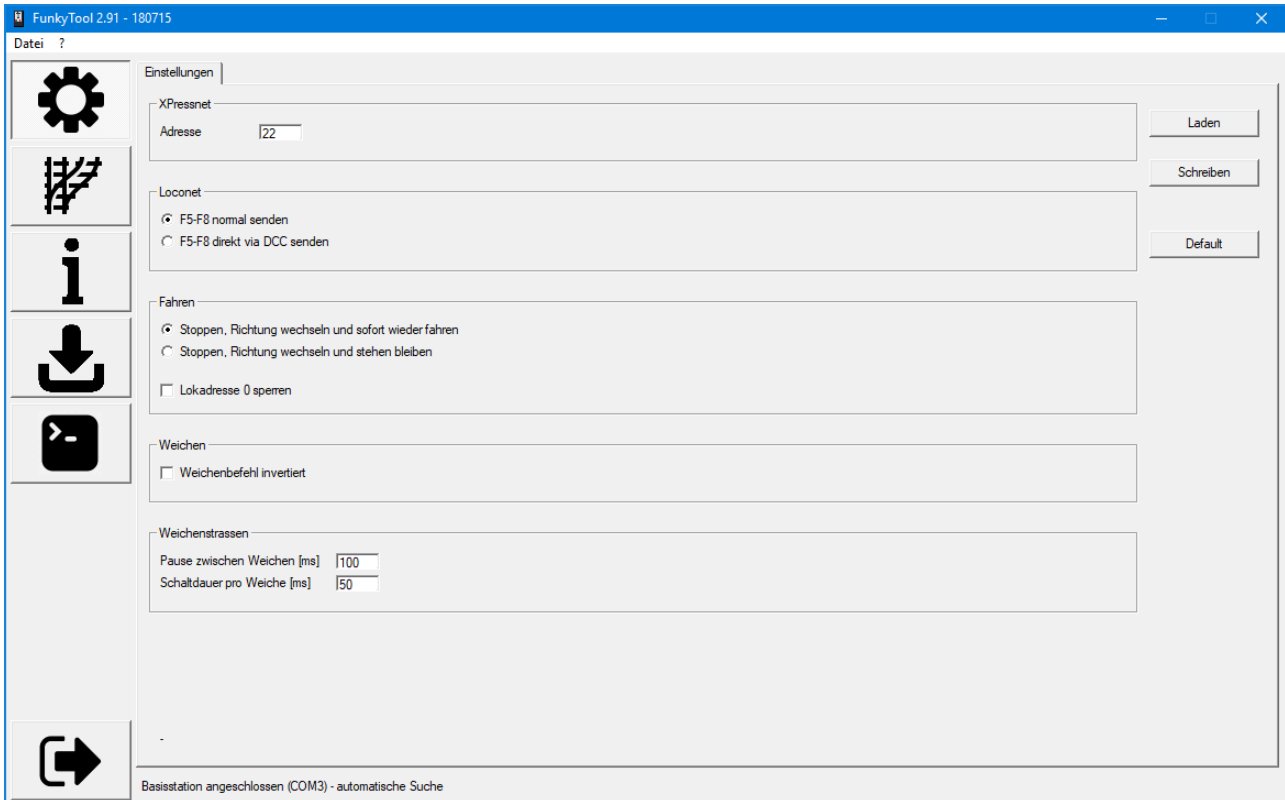 FunkyTool 2.91 - 180715
Datei ?
Einstellungen
XPressnet
Adresse 22
Laden
Schreiben
Default
Loconet
F5-F8 normal senden
F5-F8 direkt via DCC senden
Fahren
Stoppen, Richtung wechseln und sofort wieder fahren
Stoppen, Richtung wechseln und stehen bleiben
Lokadresse 0 sperren
Weichen
Weichenbefehl invertiert
Weichenstrassen
Pause zwischen Weichen [ms] 100
Schaltdauer pro Weiche [ms] 50
-
Basisstation angeschlossen (COM3) - automatische Suche